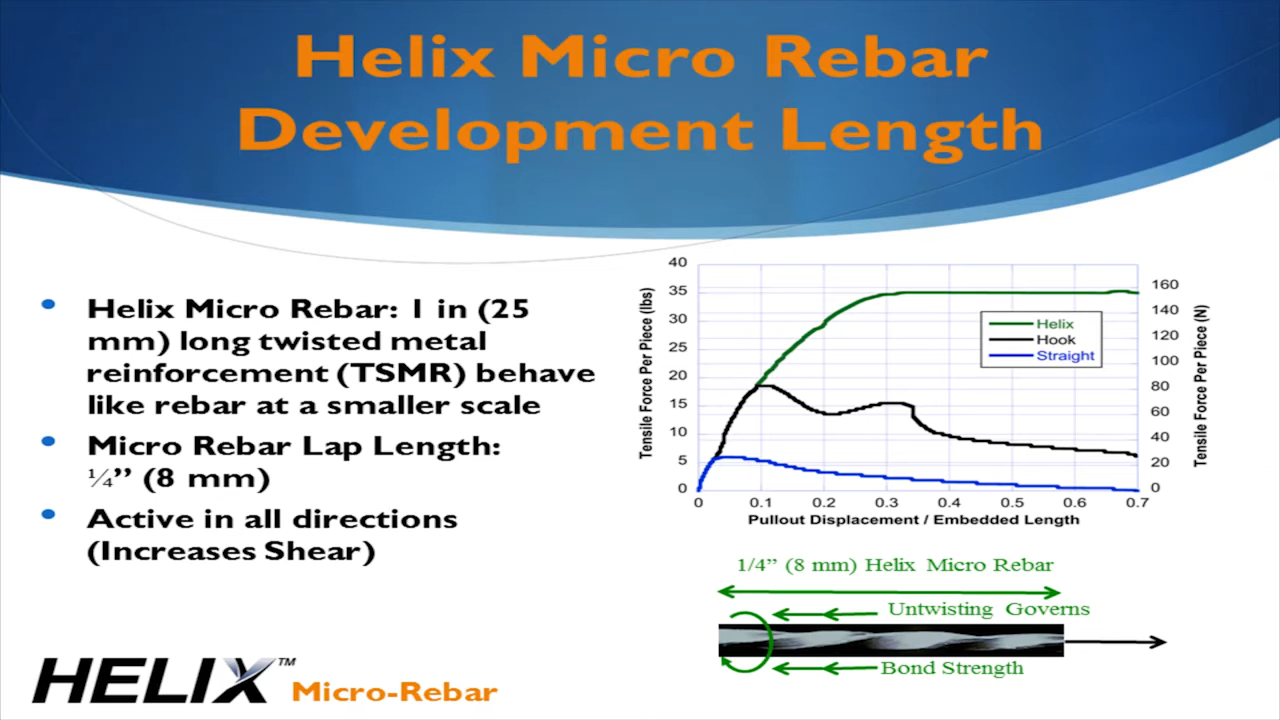 Helix Micro Rebar
Development Length
• Helix Micro Rebar: 1 in (25
mm) long twisted metal
reinforcement (TSMR) behave
like rebar at a smaller scale
• Micro Rebar Lap Length:
¼” (8 mm)
• Active in all directions
(Increases Shear)
HELIX™
Micro-Rebar
Tensile Force Per Piece (lbs)
40
35
30
25
20
15
10
5
0
0 0.1 0.2 0.3 0.4 0.5 0.6 0.7
Pullout Displacement / Embedded Length
Helix
Hook
Straight
160
140
120
100
80
60
40
20
0
Tensile Force Per Piece (N)
1/4” (8 mm) Helix Micro Rebar
Untwisting Governs
Bond Strength